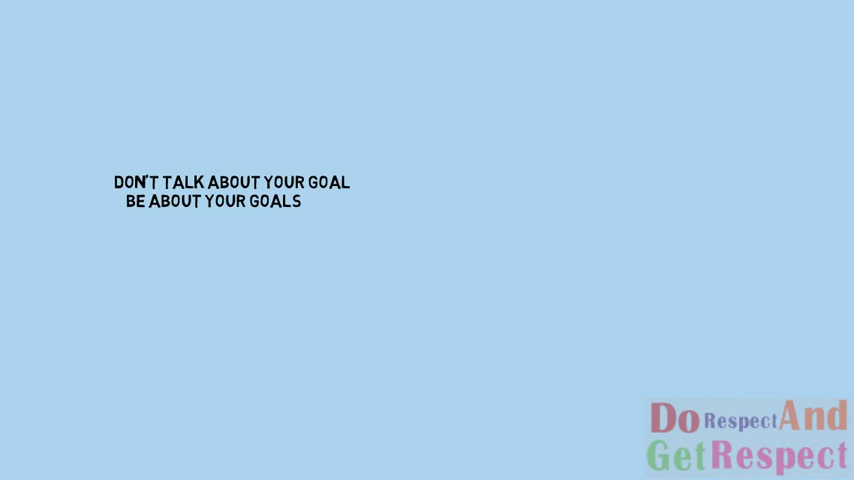 DON'T TALK ABOUT YOUR GOAL
BE ABOUT YOUR GOALS
Do Respect And
Get Respect